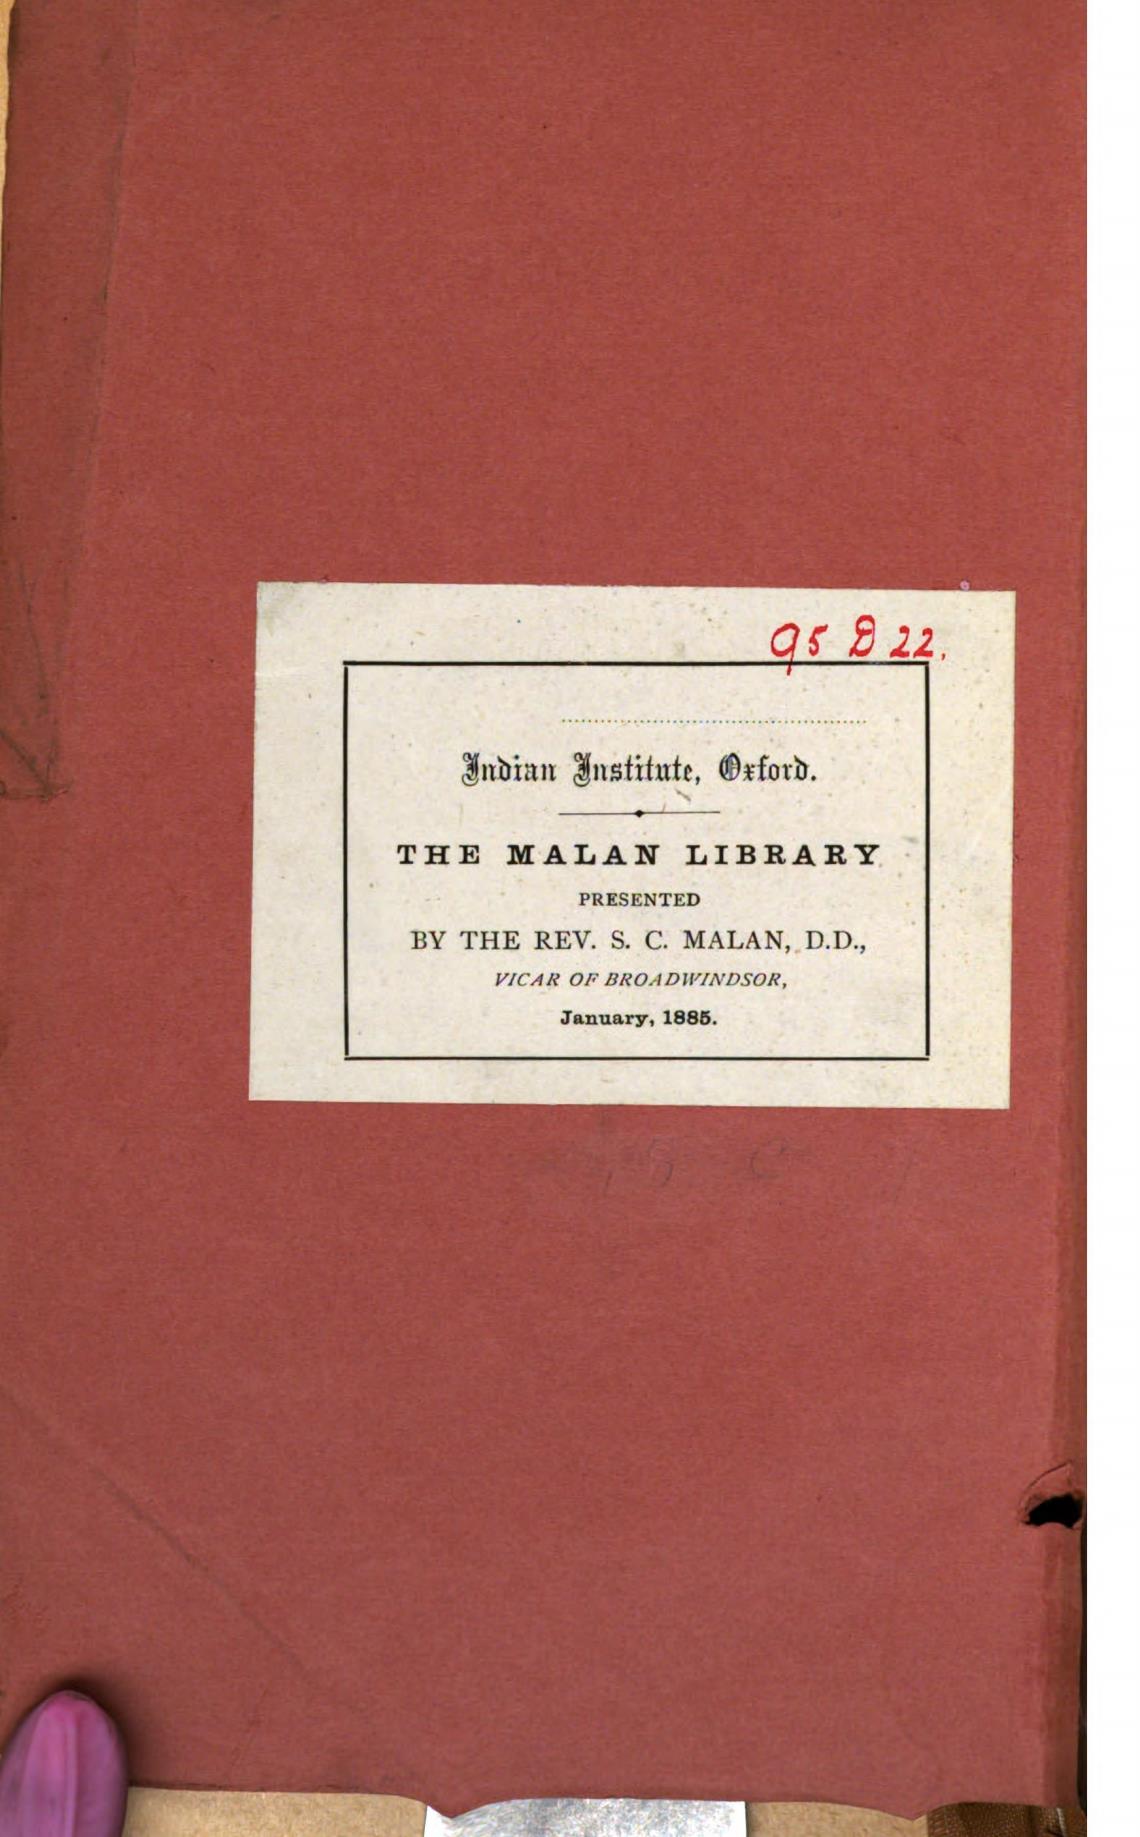 95 D 22.
Indian Institute, Oxford.
THE MALAN LIBRARY
PRESENTED
BY THE REV. S. C. MALAN, D.D.,
VICAR OF BROADWINDSOR,
January, 1885.